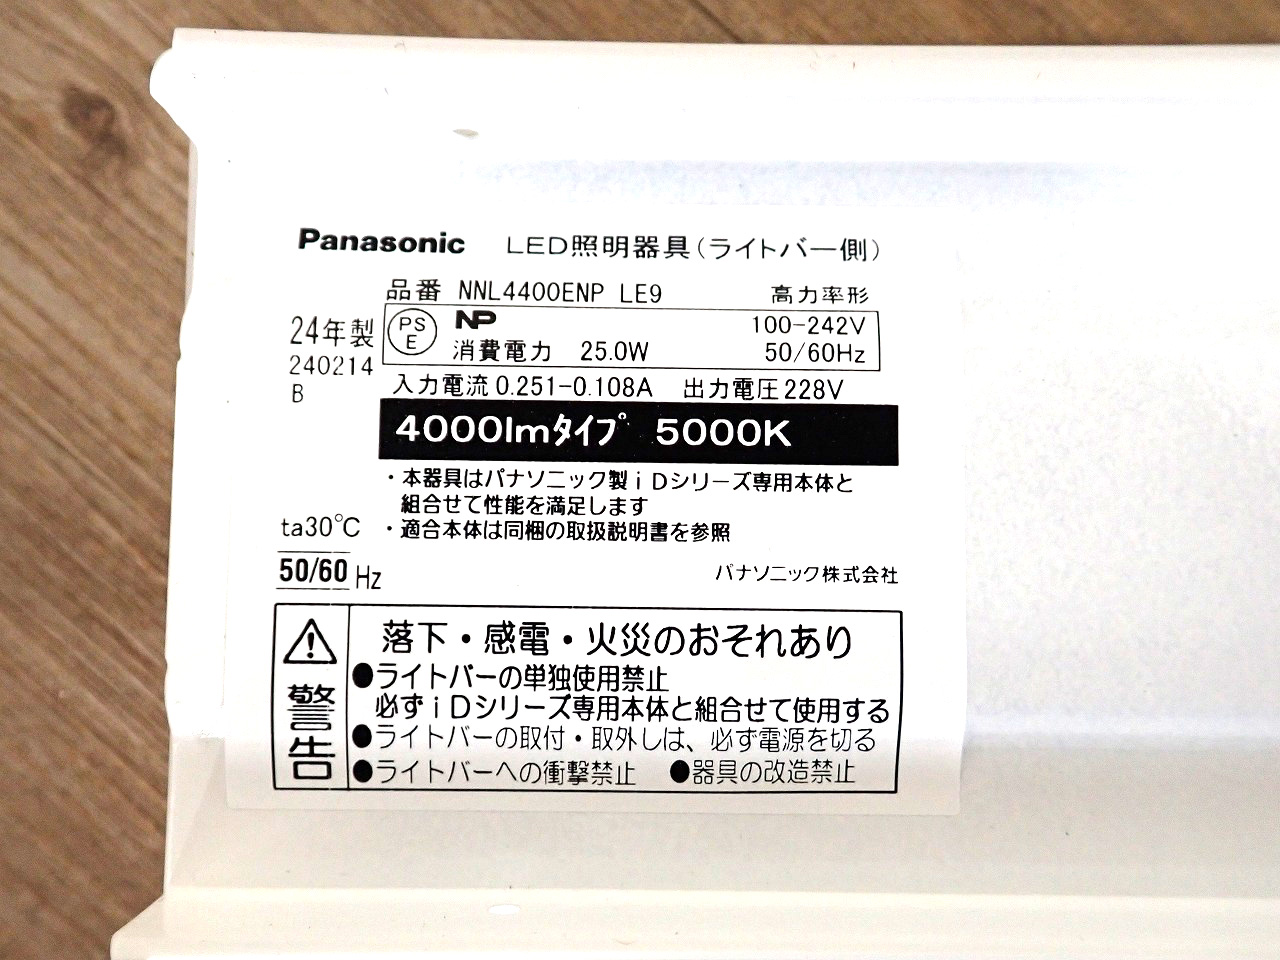 Panasonic LED照明器具(ライトバー側)
品番 NNL4400ENP LE9 高力率形
24年製
240214
B
PS
E
NP 100-242V
消費電力 25.0W 50/60Hz
入力電流0.251-0.108A 出力電圧228V
4000lmタイプ 5000K
・本器具はパナソニック製iDシリーズ専用本体と
組合せて性能を満足します
・適合本体は同梱の取扱説明書を参照
ta30℃
50/60 Hz
パナソニック株式会社
警告
落下・感電・火災のおそれあり
●ライトバーの単独使用禁止
必ずiDシリーズ専用本体と組合せて使用する
●ライトバーの取付・取外しは、必ず電源を切る
●ライトバーへの衝撃禁止 ●器具の改造禁止